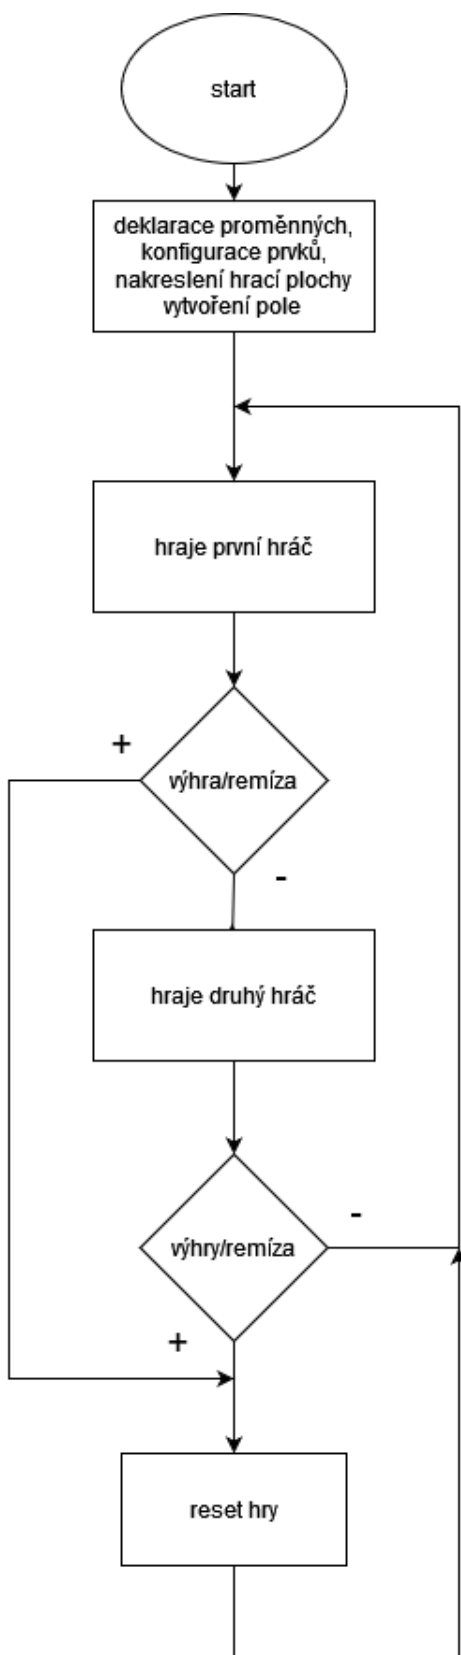 start
deklarace proměnných,
konfigurace prvků,
nakreslení hrací plochy
vytvoření pole
hraje první hráč
+
výhra/remíza
-
hraje druhý hráč
-
výhry/remíza
+
reset hry